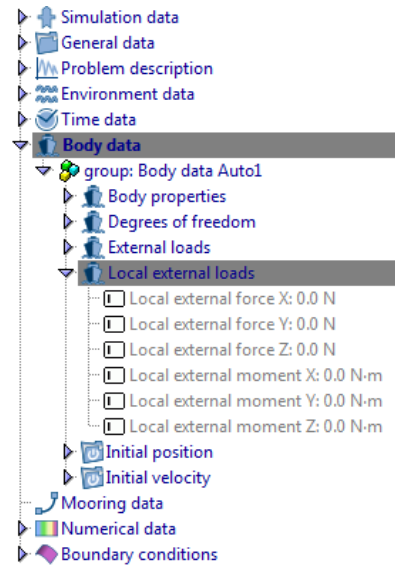 Simulation data
General data
Problem description
Environment data
Time data
Body data
group: Body data Auto1
Body properties
Degrees of freedom
External loads
Local external loads
Local external force X: 0.0 N
Local external force Y: 0.0 N
Local external force Z: 0.0 N
Local external moment X: 0.0 N·m
Local external moment Y: 0.0 N·m
Local external moment Z: 0.0 N·m
Initial position
Initial velocity
Mooring data
Numerical data
Boundary conditions